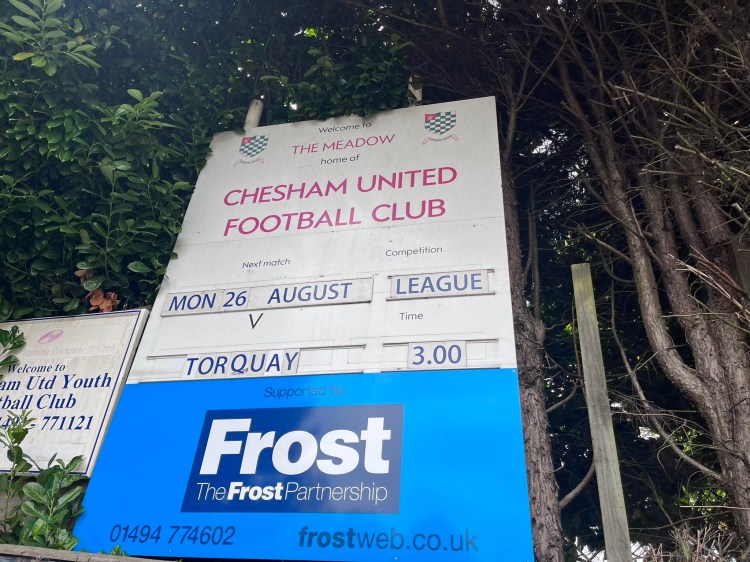 Welcome to
THE MEADOW
home of
CHESHAM UNITED
FOOTBALL CLUB
Next match
Competition
MON 26 AUGUST
LEAGUE
V
Time
TORQUAY
3.00
Supported by
Frost
The Frost Partnership
01494 774602
frostweb.co.uk
Welcome to
am Utd Youth
tball Club
771121